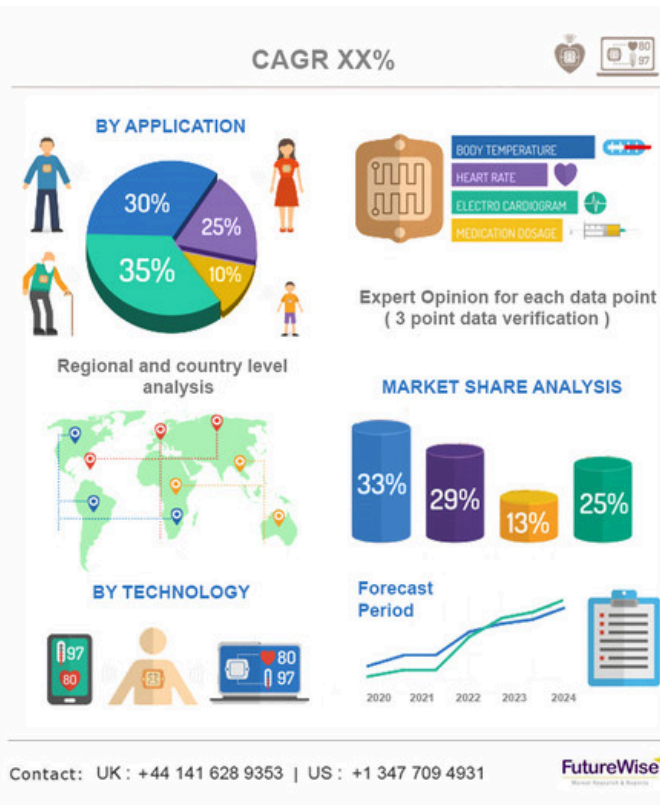 CAGR XX%
80
97
BY APPLICATION
30%
25%
35%
10%
BODY TEMPERATURE
HEART RATE
ELECTRO CARDIOGRAM
MEDICATION DOSAGE
Expert Opinion for each data point
( 3 point data verification )
Regional and country level
analysis
MARKET SHARE ANALYSIS
33%
29%
13%
25%
BY TECHNOLOGY
97
80
80
97
Forecast
Period
2020 2021 2022 2023 2024
Contact: UK : +44 141 628 9353 | US : +1 347 709 4931
FutureWise
Market Research & Reports